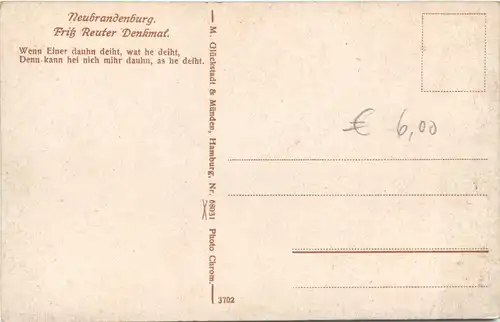 Neubrandenburg.
Fritz Reuter Denkmal.
Wenn Einer dauhn deiht, wat he deiht,
Denn kann hei nich mihr dauhn, as he deiht.
M. Glückstadt & Münden, Hamburg, Nr. 68031 Photo Chrom.
3702
€ 6,00